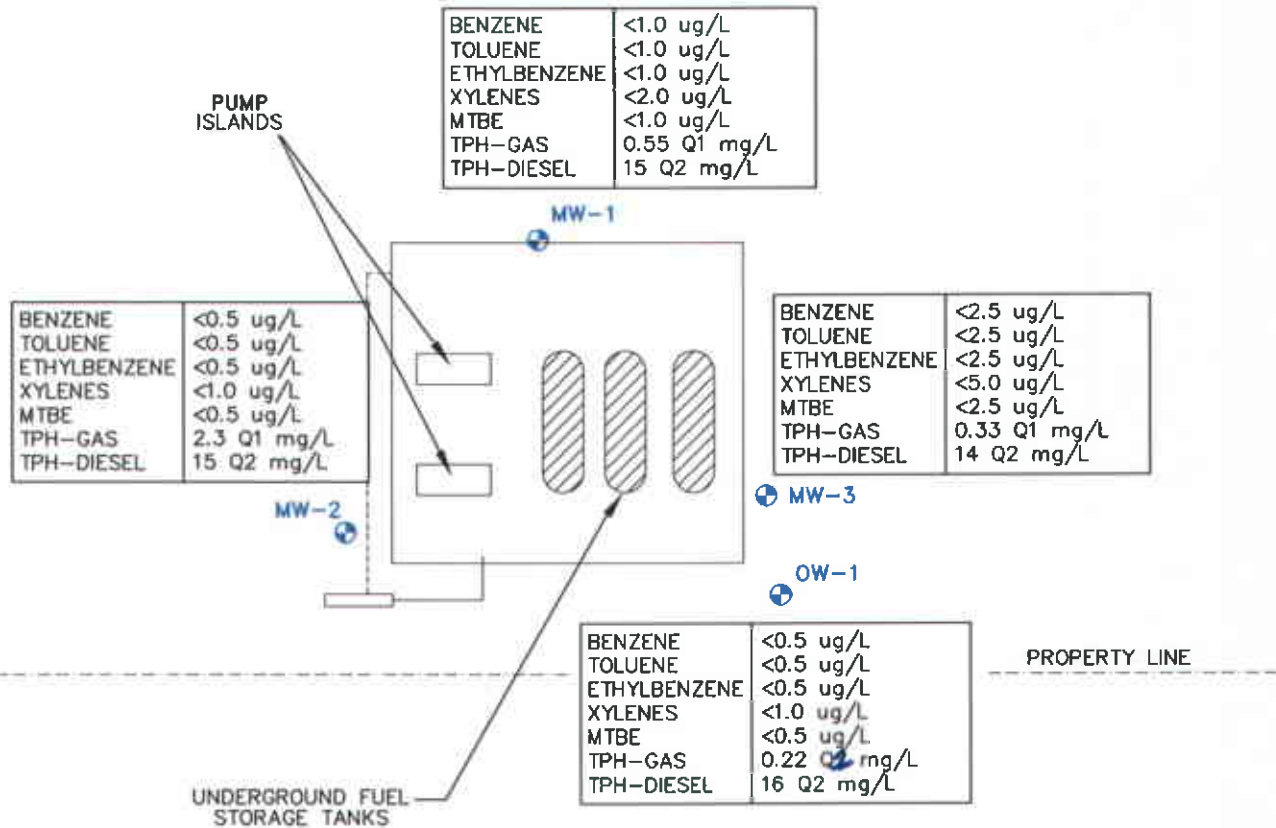 BENZENE <1.0 ug/L
TOLUENE <1.0 ug/L
ETHYLBENZENE <1.0 ug/L
XYLENES <2.0 ug/L
MTBE <1.0 ug/L
TPH-GAS 0.55 Q1 mg/L
TPH-DIESEL 15 Q2 mg/L
PUMP
ISLANDS
MW-1
BENZENE <0.5 ug/L
TOLUENE <0.5 ug/L
ETHYLBENZENE <0.5 ug/L
XYLENES <1.0 ug/L
MTBE <0.5 ug/L
TPH-GAS 2.3 Q1 mg/L
TPH-DIESEL 15 Q2 mg/L
BENZENE <2.5 ug/L
TOLUENE <2.5 ug/L
ETHYLBENZENE <2.5 ug/L
XYLENES <5.0 ug/L
MTBE <2.5 ug/L
TPH-GAS 0.33 Q1 mg/L
TPH-DIESEL 14 Q2 mg/L
MW-2
MW-3
OW-1
BENZENE <0.5 ug/L
TOLUENE <0.5 ug/L
ETHYLBENZENE <0.5 ug/L
XYLENES <1.0 ug/L
MTBE <0.5 ug/L
TPH-GAS 0.22 mg/L
TPH-DIESEL 16 Q2 mg/L
PROPERTY LINE
UNDERGROUND FUEL
STORAGE TANKS